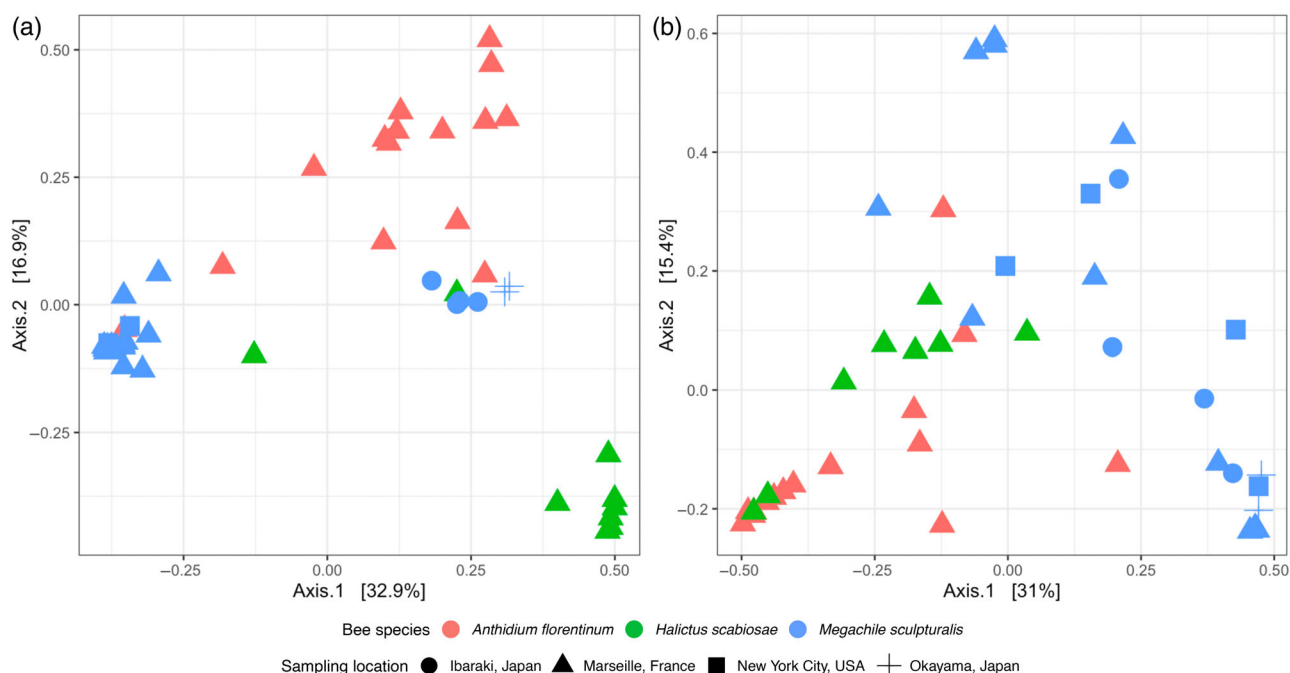 (a)
(b)
0.50
0.25
0.00
−0.25
Axis.2 [16.9%]
−0.25
0.00
0.25
0.50
Axis.1 [32.9%]
0.6
0.4
0.2
0.0
−0.2
Axis.2 [15.4%]
−0.50
−0.25
0.00
0.25
0.50
Axis.1 [31%]
Bee species Anthidium florentinum Halictus scabiosae Megachile sculpturalis
Sampling location Ibaraki, Japan Marseille, France New York City, USA Okayama, Japan